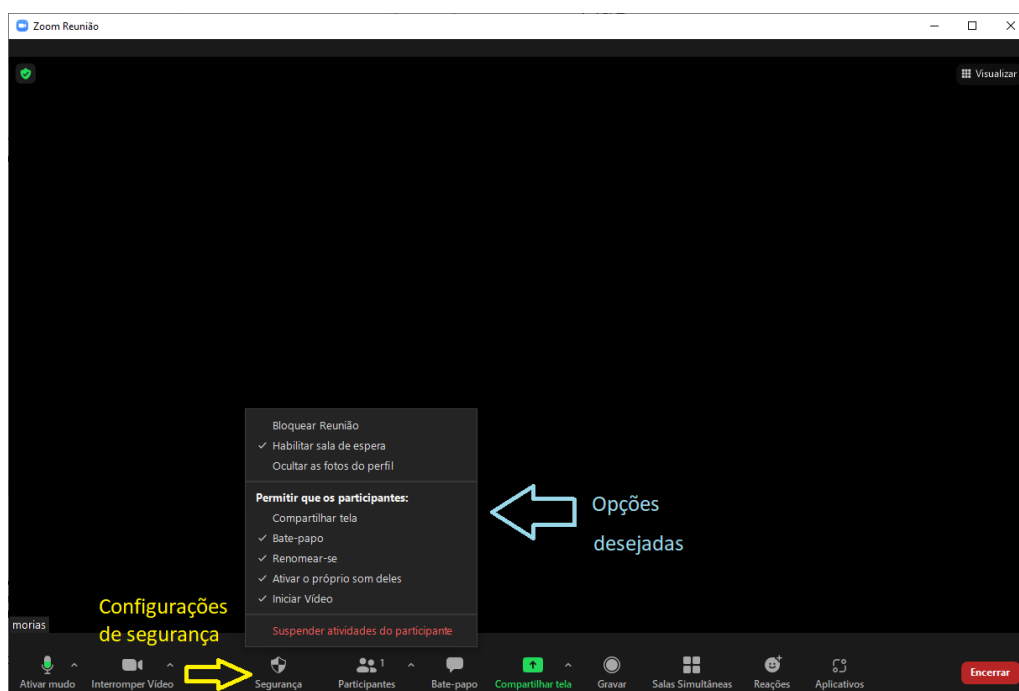 Zoom Reunião
Visualizar
Bloquear Reunião
Habilitar sala de espera
Ocultar as fotos do perfil
Permitir que os participantes:
Compartilhar tela
Bate-papo
Renomear-se
Ativar o próprio som deles
Iniciar Vídeo
Suspender atividades do participante
Opções
desejadas
Configurações
de segurança
morias
Ativar mudo
Interromper Vídeo
Segurança
1
Participantes
Bate-papo
Compartilhar tela
Gravar
Salas Simultâneas
Reações
Aplicativos
Encerrar